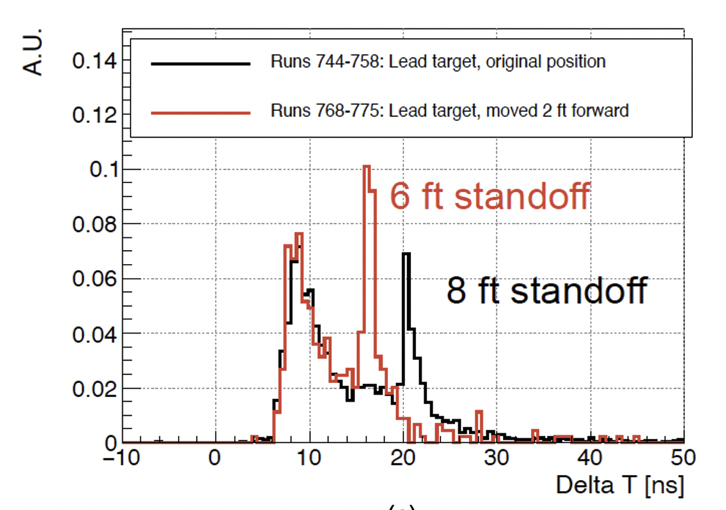 A.U.
0.14
0.12
0.1
0.08
0.06
0.04
0.02
0
Runs 744-758: Lead target, original position
Runs 768-775: Lead target, moved 2 ft forward
6 ft standoff
8 ft standoff
−10 0 10 20 30 40 50
Delta T [ns]